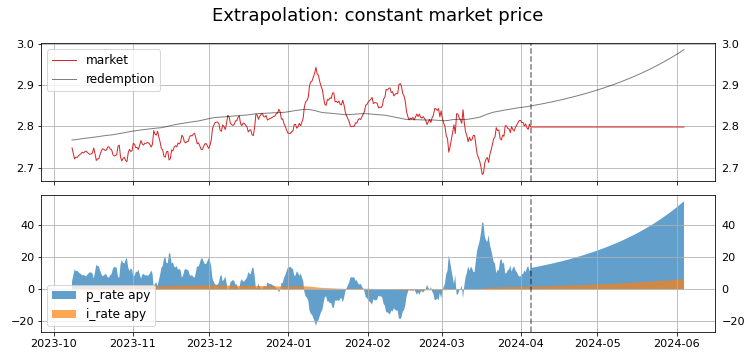 Extrapolation: constant market price
3.0 3.0
market
redemption
2.9 2.9
2.8 2.8
2.7 2.7
40 40
20 20
0 0
p_rate apy
i_rate apy
−20 −20
2023-10 2023-11 2023-12 2024-01 2024-02 2024-03 2024-04 2024-05 2024-06